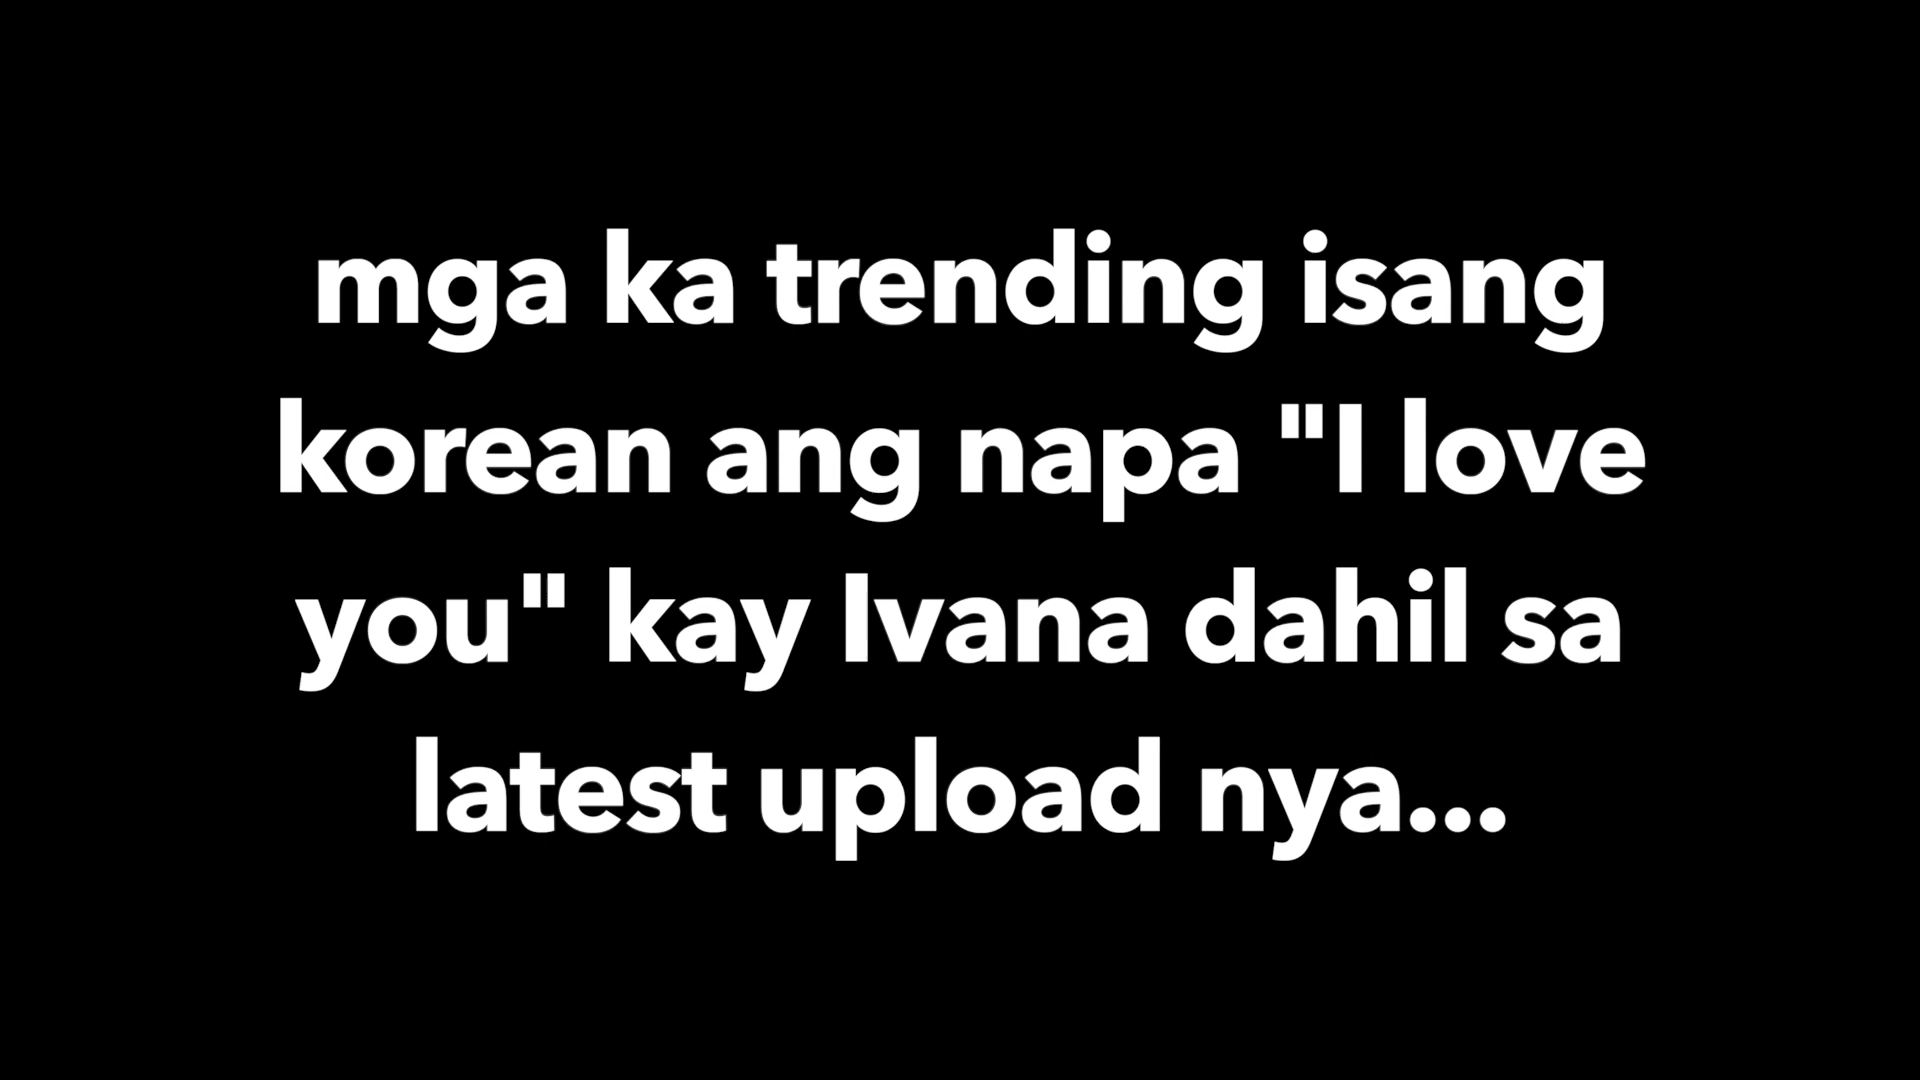 mga ka trending isang
korean ang napa "I love
you" kay Ivana dahil sa
latest upload nya...